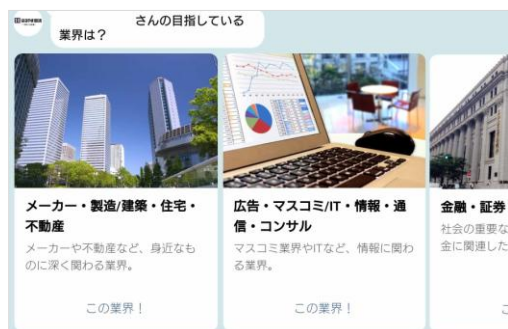 さんの目指している
業界は？
メーカー・製造/建築・住宅・
不動産
メーカーや不動産など、身近なも
のに深く関わる業界。
この業界！
広告・マスコミ/IT・情報・通
信・コンサル
マスコミ業界やITなど、情報に関わ
る業界。
この業界！
金融・証券
社会の重要な
金に関連した